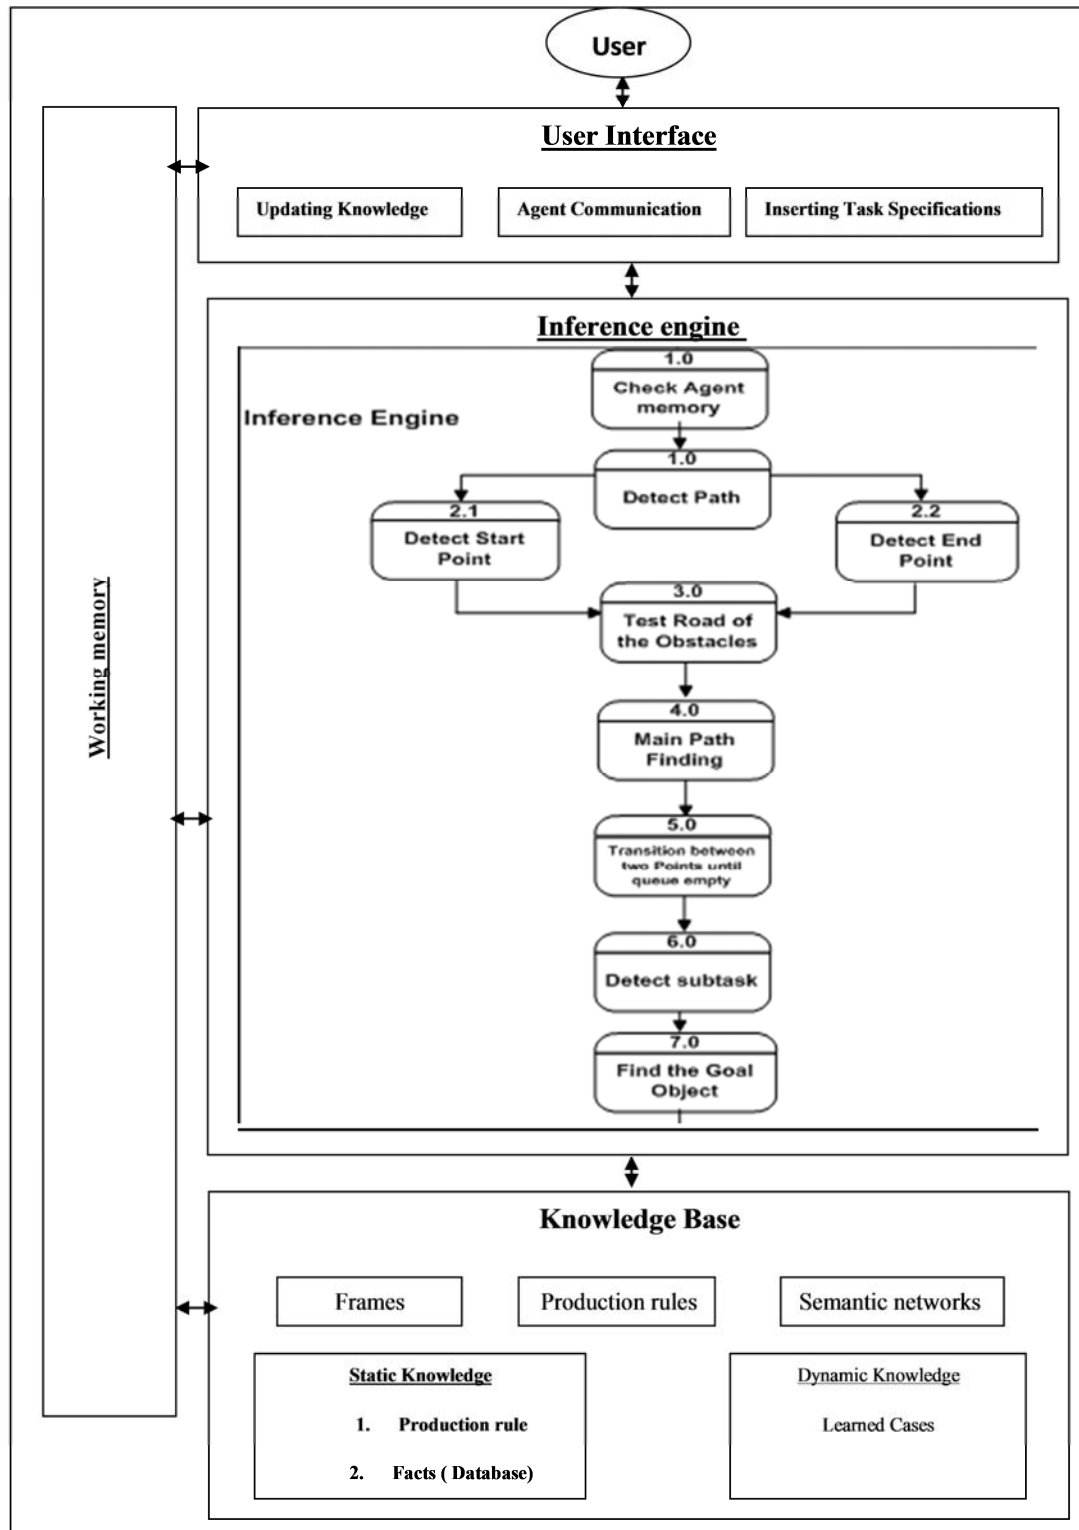 User
User Interface
Updating Knowledge
Agent Communication
Inserting Task Specifications
Working memory
Inference engine
Inference Engine
1.0
Check Agent
memory
1.0
Detect Path
2.1
Detect Start
Point
2.2
Detect End
Point
3.0
Test Road of
the Obstacles
4.0
Main Path
Finding
5.0
Transition between
two Points until
queue empty
6.0
Detect subtask
7.0
Find the Goal
Object
Knowledge Base
Frames
Production rules
Semantic networks
Static Knowledge
1. Production rule
2. Facts ( Database)
Dynamic Knowledge
Learned Cases